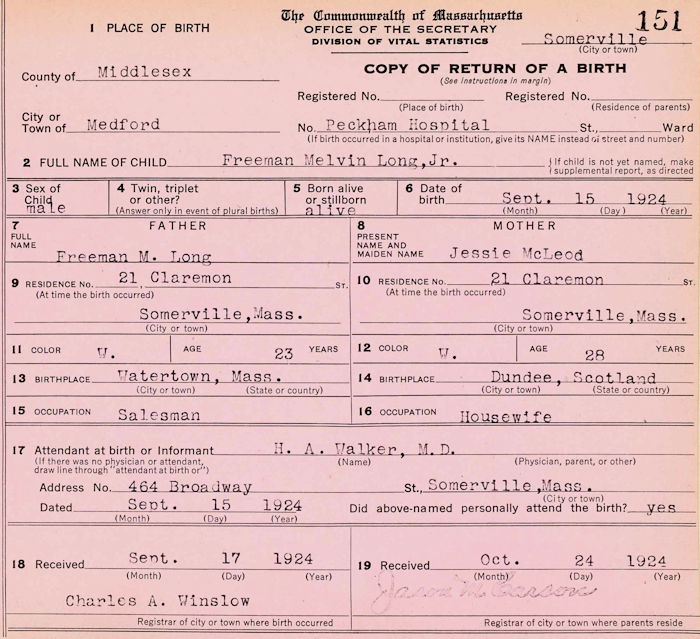 151
The Commonwealth of Massachusetts
1 PLACE OF BIRTH
OFFICE OF THE SECRETARY
DIVISION OF VITAL STATISTICS
Somerville
(City or town)
County of Middlesex
COPY OF RETURN OF A BIRTH
(See instructions in margin)
Registered No. Registered No.
(Place of birth) (Residence of parents)
City or
Town of Medford
No. Peckham Hospital St., Ward
(If birth occurred in a hospital or institution, give its NAME instead of street and number)
2 FULL NAME OF CHILD Freeman Melvin Long,Jr.
If child is not yet named, make
supplemental report, as directed
3 Sex of
Child
male
4 Twin, triplet
or other?
(Answer only in event of plural births)
5 Born alive
or stillborn
alive
6 Date of
birth Sept. 15 1924
(Month) (Day) (Year)
7 FATHER
FULL
NAME
Freeman M. Long
8 MOTHER
PRESENT
NAME AND
MAIDEN NAME Jessie McLeod
9 RESIDENCE No. 21 Claremon St.
(At time the birth occurred)
Somerville,Mass.
(City or town)
10 RESIDENCE No. 21 Claremon St.
(At time the birth occurred)
Somerville,Mass.
(City or town)
11 COLOR W. AGE 23 YEARS
12 COLOR W. AGE 28 YEARS
13 BIRTHPLACE Watertown, Mass.
(City or town) (State or country)
14 BIRTHPLACE Dundee, Scotland
(City or town) (State or country)
15 OCCUPATION Salesman
16 OCCUPATION Housewife
17 Attendant at birth or Informant H. A. Walker, M.D.
(If there was no physician or attendant,
draw line through "attendant at birth or")
(Name) (Physician, parent, or other)
Address No. 464 Broadway St., Somerville,Mass.
(City or town)
Dated Sept. 15 1924
(Month) (Day) (Year)
Did above-named personally attend the birth? yes
18 Received Sept. 17 1924
(Month) (Day) (Year)
Charles A. Winslow
Registrar of city or town where birth occurred
19 Received Oct. 24 1924
(Month) (Day) (Year)
Registrar of city or town where parents reside